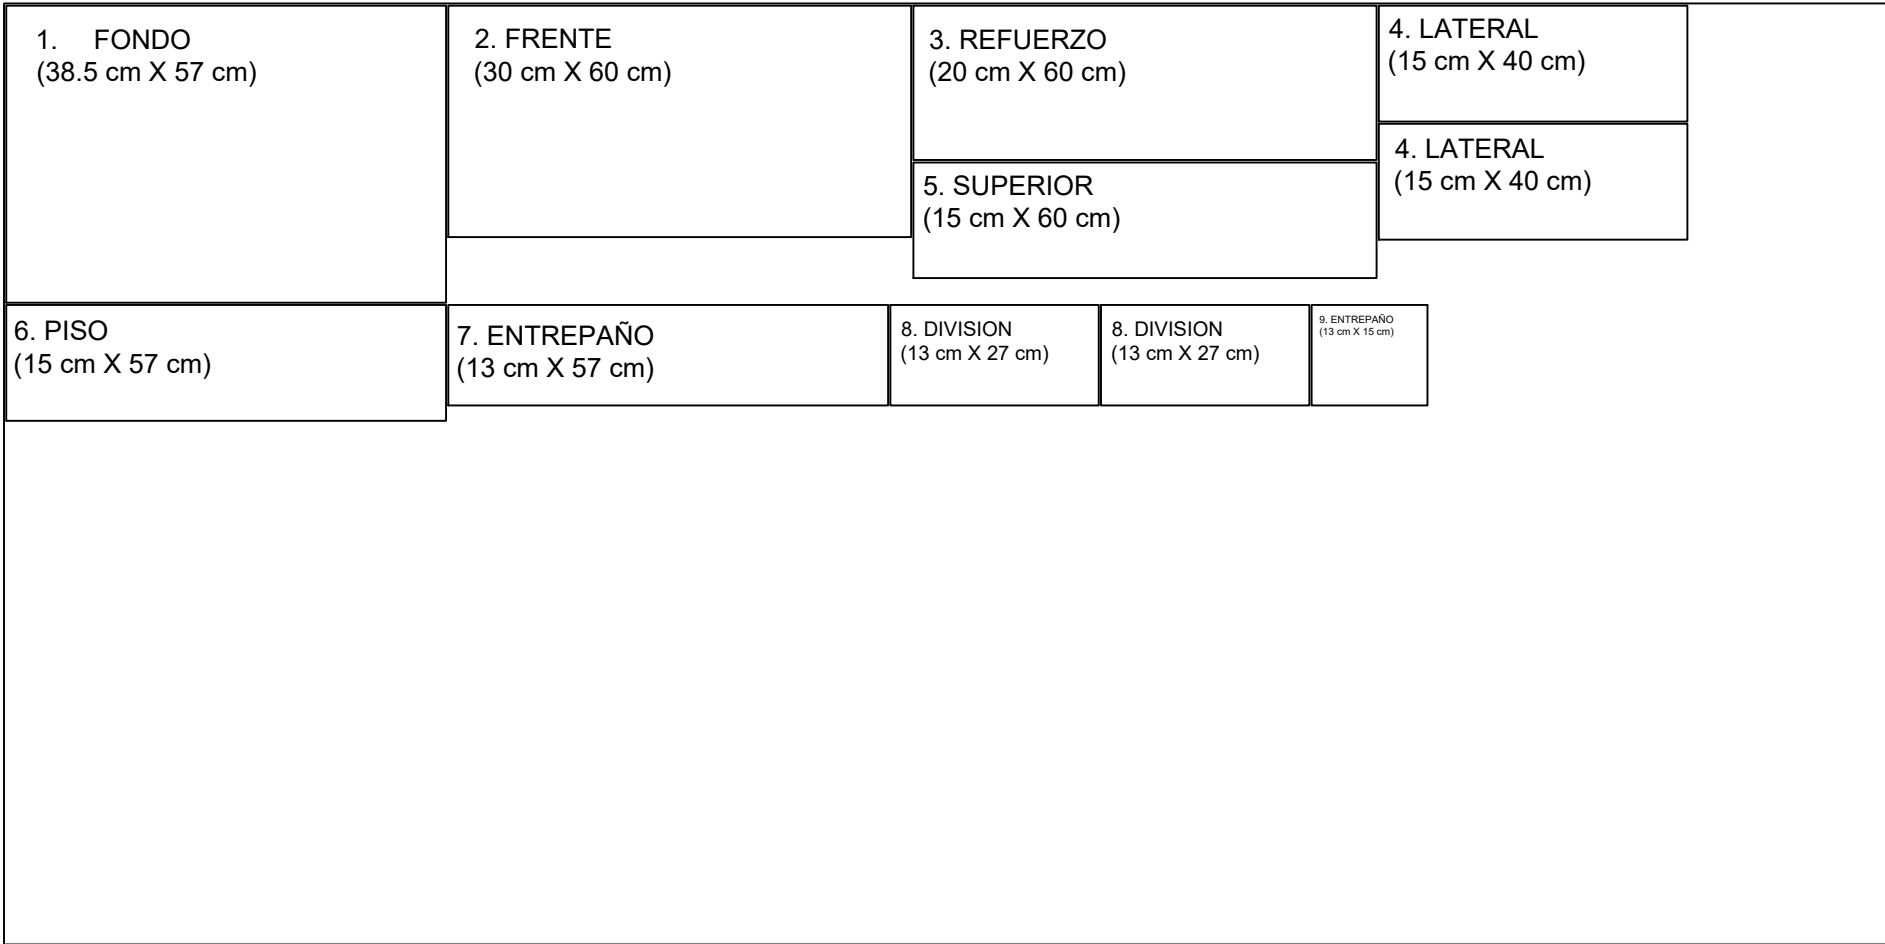 1. FONDO
(38.5 cm X 57 cm)
2. FRENTE
(30 cm X 60 cm)
3. REFUERZO
(20 cm X 60 cm)
4. LATERAL
(15 cm X 40 cm)
4. LATERAL
(15 cm X 40 cm)
5. SUPERIOR
(15 cm X 60 cm)
6. PISO
(15 cm X 57 cm)
7. ENTREPAÑO
(13 cm X 57 cm)
8. DIVISION
(13 cm X 27 cm)
8. DIVISION
(13 cm X 27 cm)
9. ENTREPAÑO
(13 cm X 15 cm)